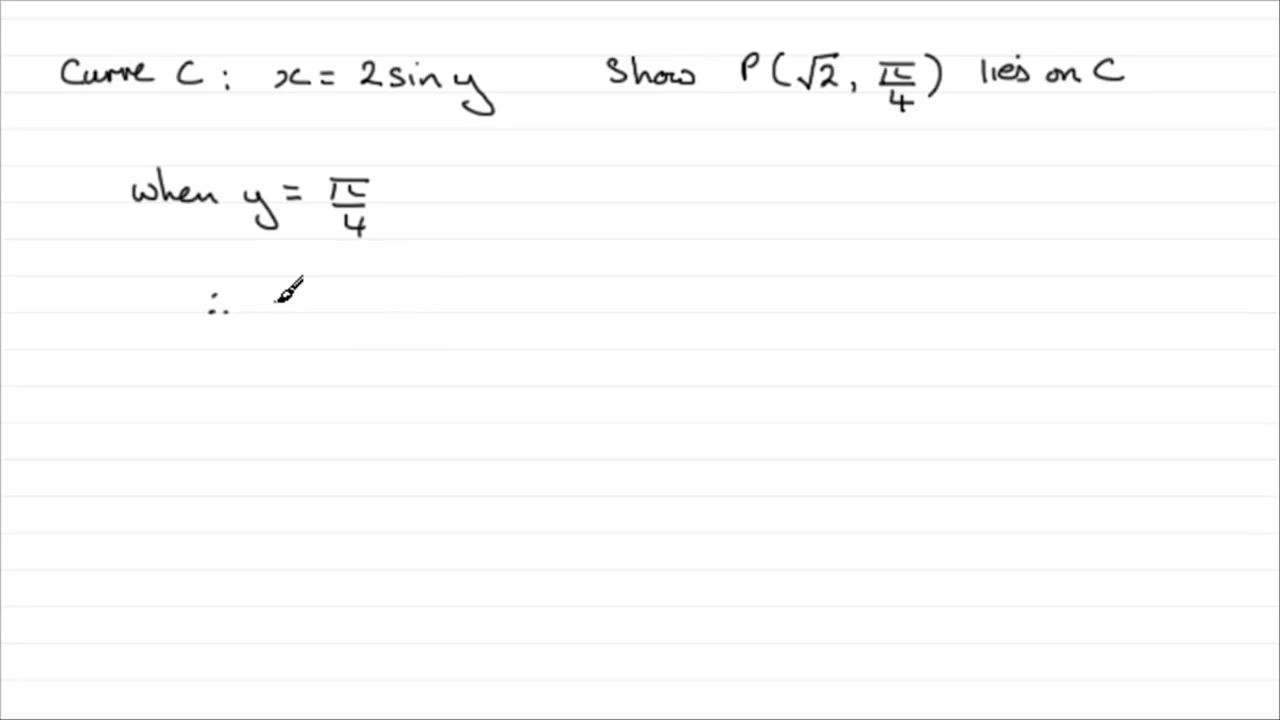 Curve C: x = 2 sin y Show P(√2, π/4) lies on C
when y = π/4
∴